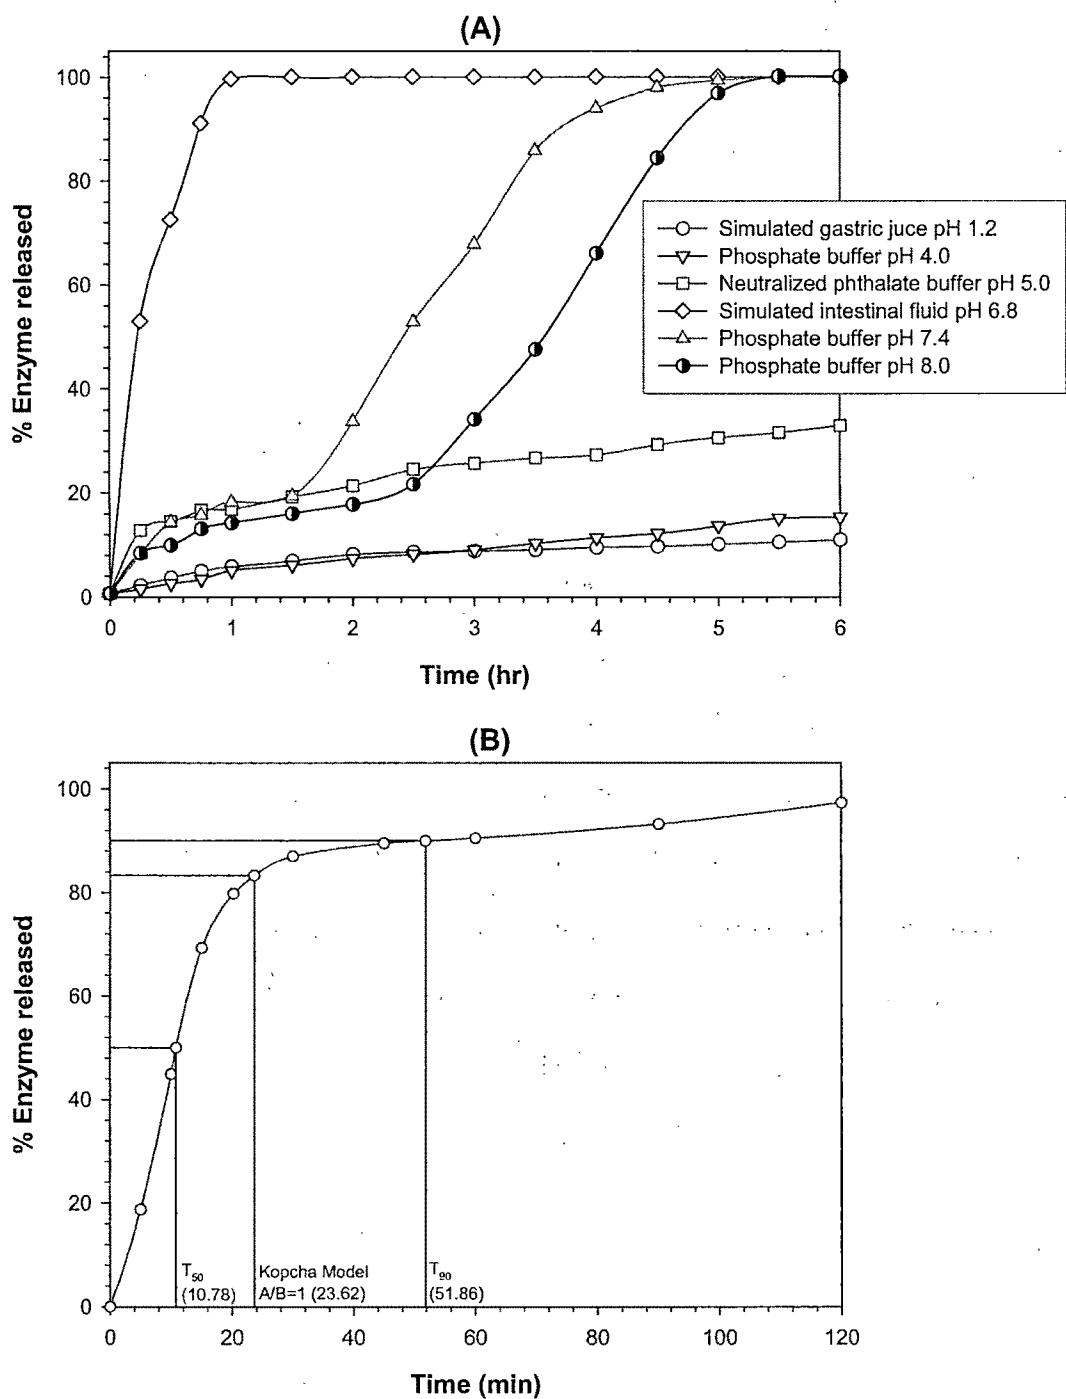 (A)
100
80
60
40
20
0
% Enzyme released
Simulated gastric juce pH 1.2
Phosphate buffer pH 4.0
Neutralized phthalate buffer pH 5.0
Simulated intestinal fluid pH 6.8
Phosphate buffer pH 7.4
Phosphate buffer pH 8.0
0 1 2 3 4 5 6
Time (hr)
(B)
100
80
60
40
20
0
% Enzyme released
T50
(10.78)
Kopcha Model
A/B=1 (23.62)
T90
(51.86)
0 20 40 60 80 100 120
Time (min)